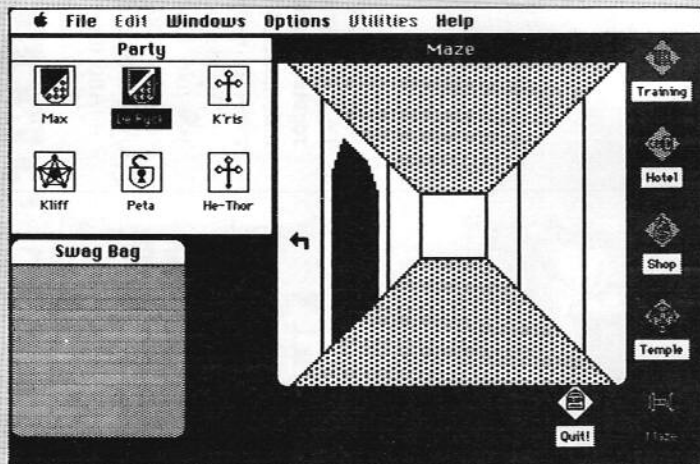 File Edit Windows Options Utilities Help
Party
Max K'ris
Kliff Peta He-Thor
Swag Bag
Maze
Training
Hotel
Shop
Temple
Quit!
Maze